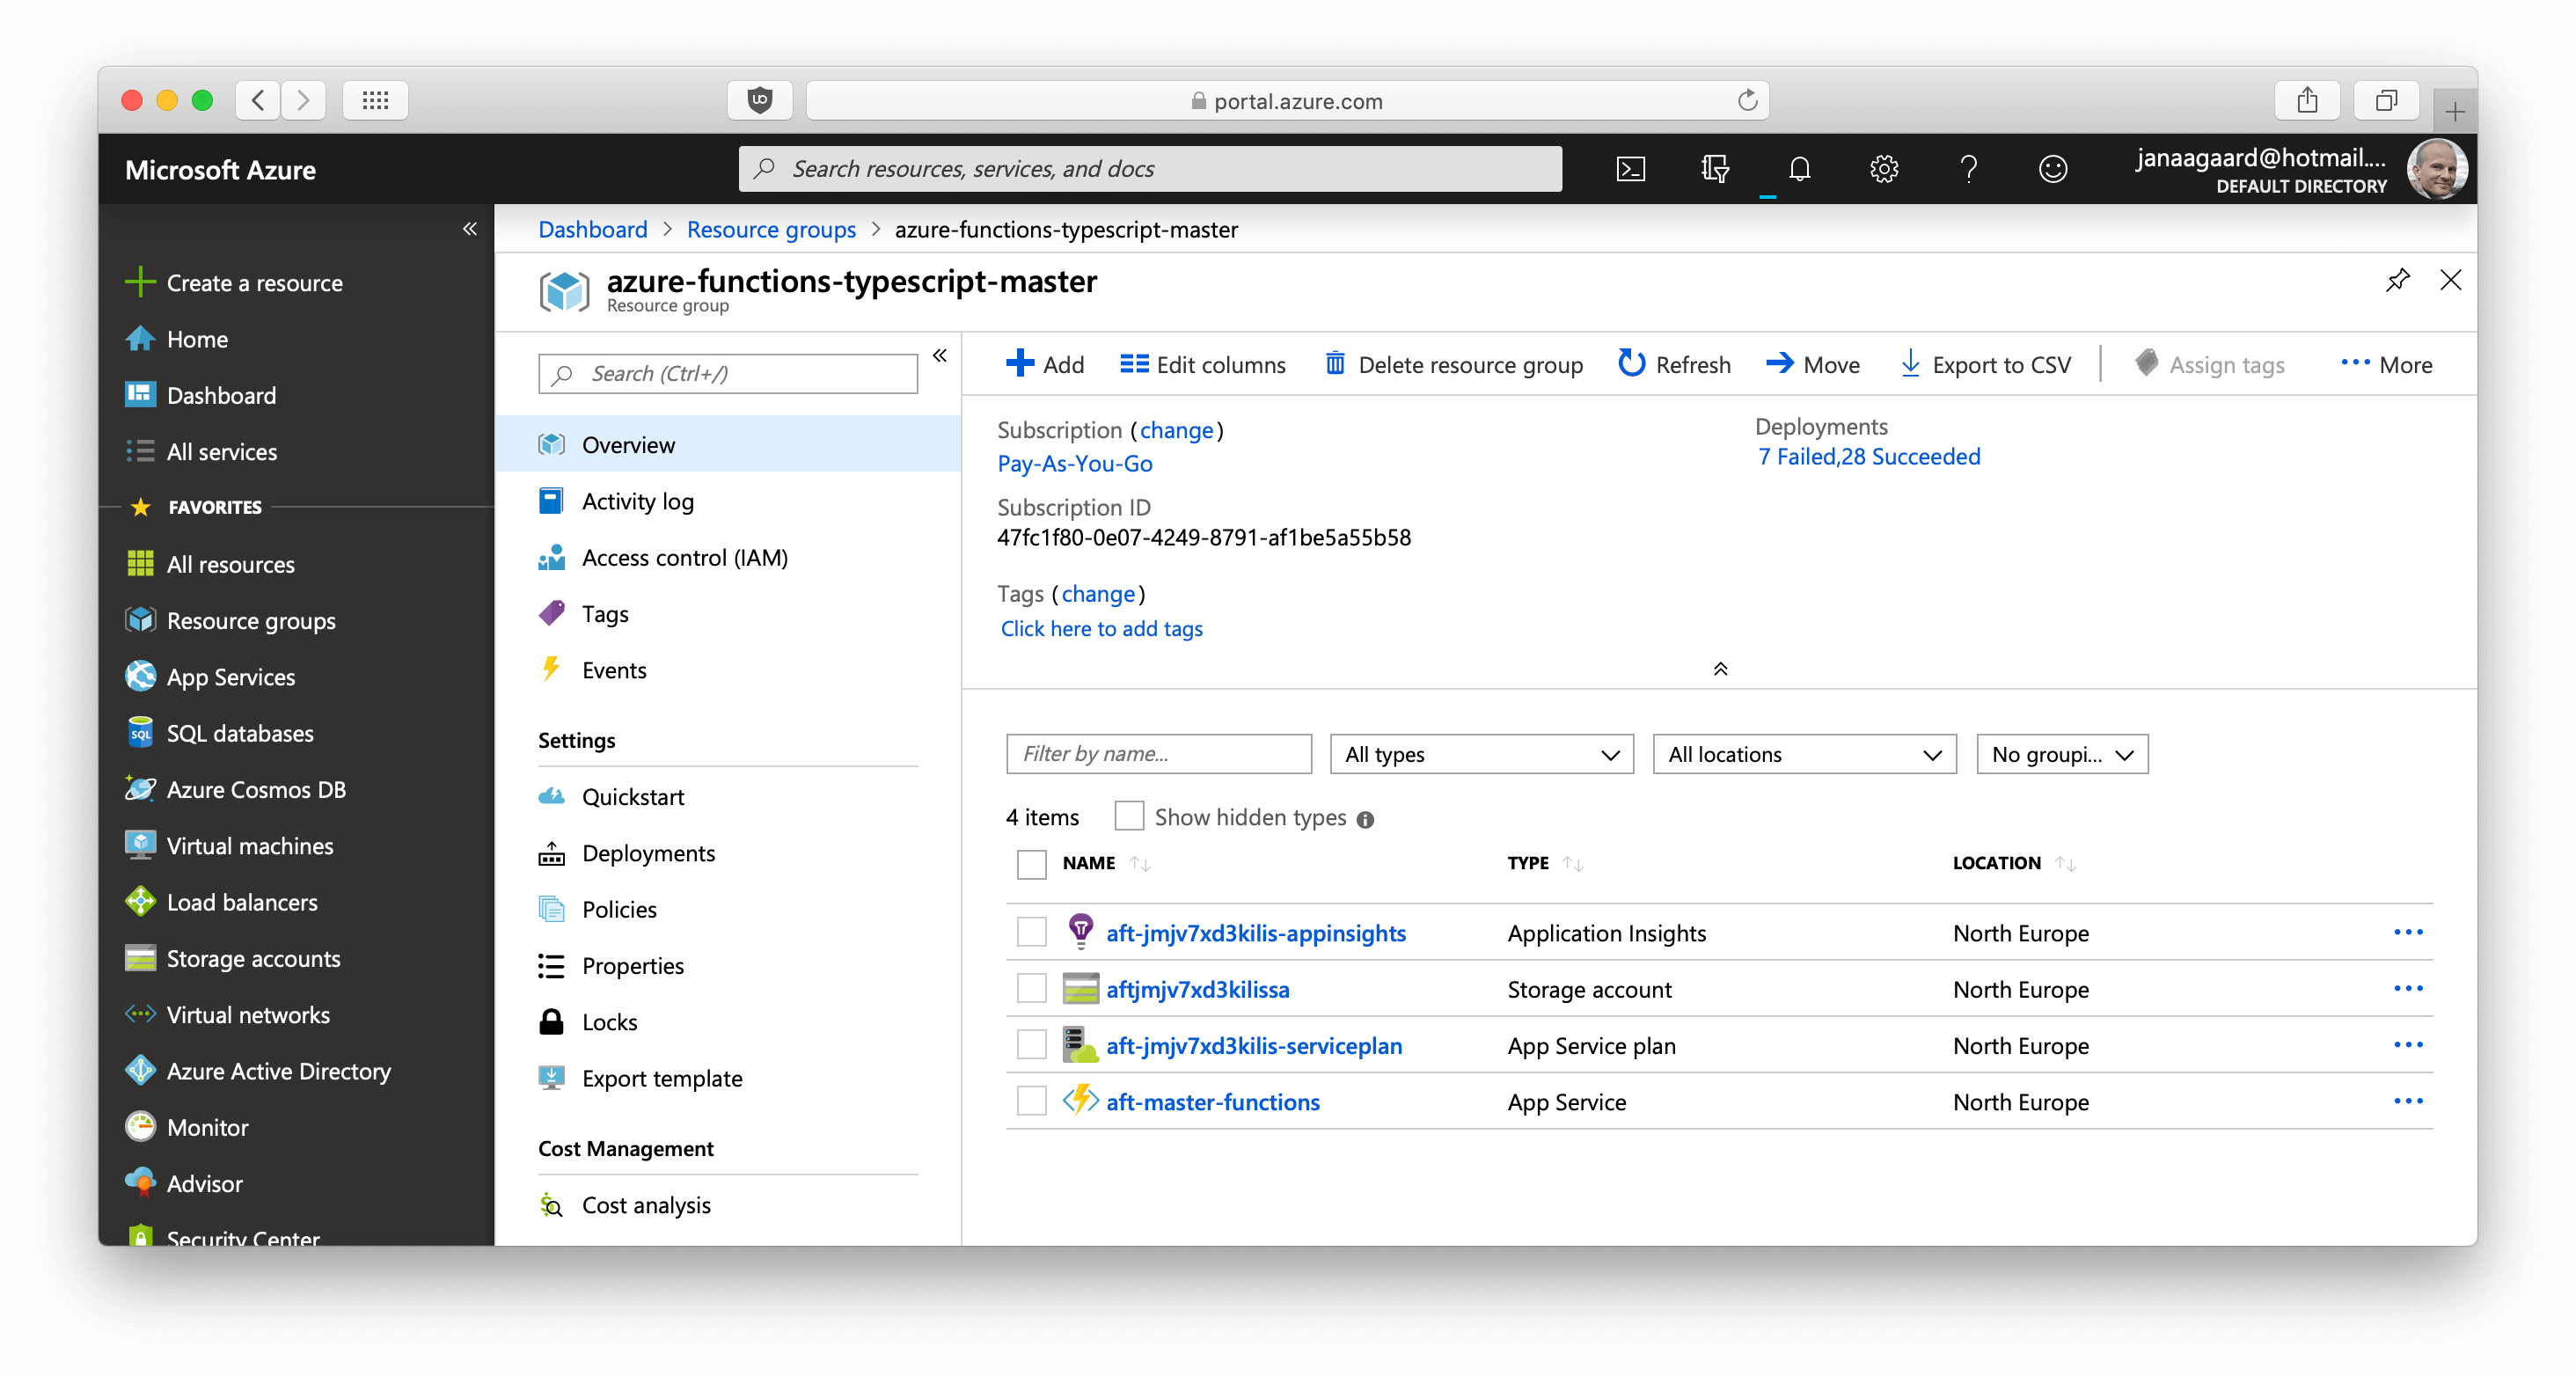 portal.azure.com
Microsoft Azure
Search resources, services, and docs
janaagaard@hotmail....
DEFAULT DIRECTORY
Create a resource
Home
Dashboard
All services
FAVORITES
All resources
Resource groups
App Services
SQL
SQL databases
Azure Cosmos DB
Virtual machines
Load balancers
Storage accounts
Virtual networks
Azure Active Directory
Monitor
Advisor
Security Center
Dashboard > Resource groups > azure-functions-typescript-master
azure-functions-typescript-master
Resource group
Search (Ctrl+/)
Overview
Activity log
Access control (IAM)
Tags
Events
Settings
Quickstart
Deployments
Policies
Properties
Locks
Export template
Cost Management
Cost analysis
Add Edit columns Delete resource group Refresh Move Export to CSV Assign tags More
Subscription (change)
Pay-As-You-Go
Subscription ID
47fc1f80-0e07-4249-8791-af1be5a55b58
Tags (change)
Click here to add tags
Deployments
7 Failed,28 Succeeded
Filter by name... All types All locations No groupi...
4 items Show hidden types
NAME TYPE LOCATION
aft-jmjv7xd3kilis-appinsights Application Insights North Europe
aftjmjv7xd3kilissa Storage account North Europe
aft-jmjv7xd3kilis-serviceplan App Service plan North Europe
aft-master-functions App Service North Europe